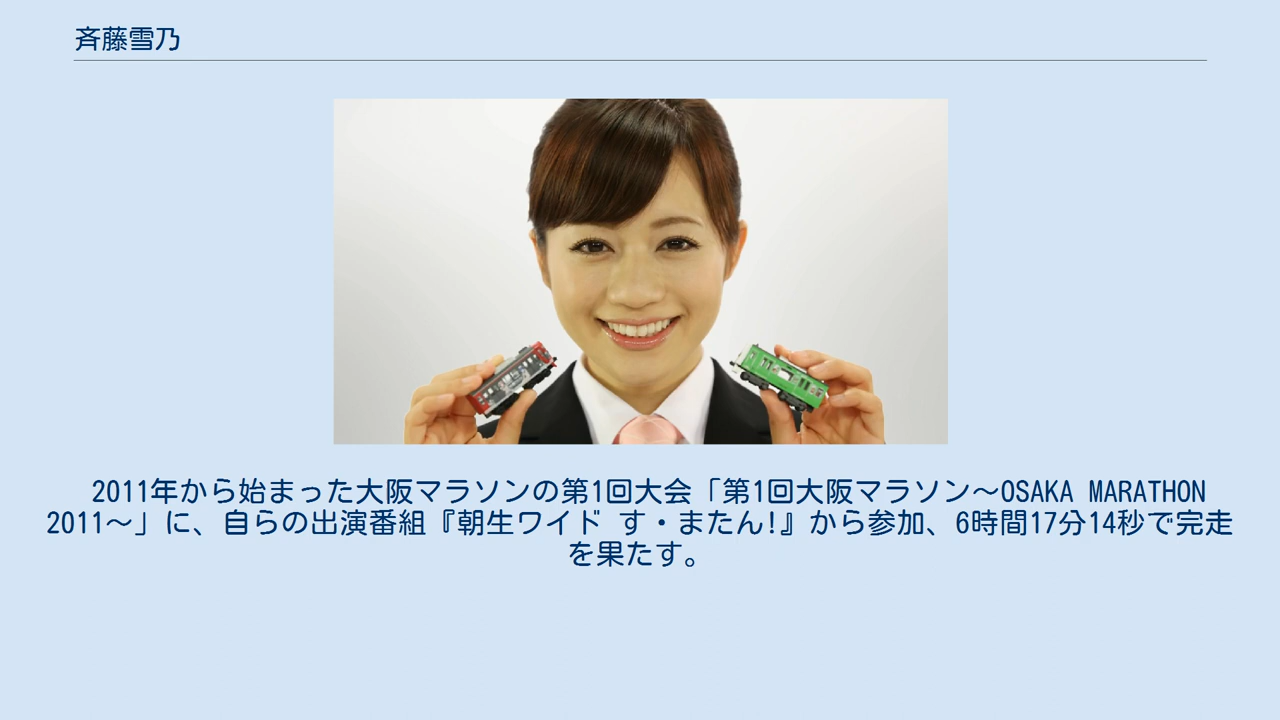 斉藤雪乃
2011年から始まった大阪マラソンの第1回大会「第1回大阪マラソン～OSAKA MARATHON
2011～」に、自らの出演番組『朝生ワイド す・またん!』から参加、6時間17分14秒で完走
を果たす。